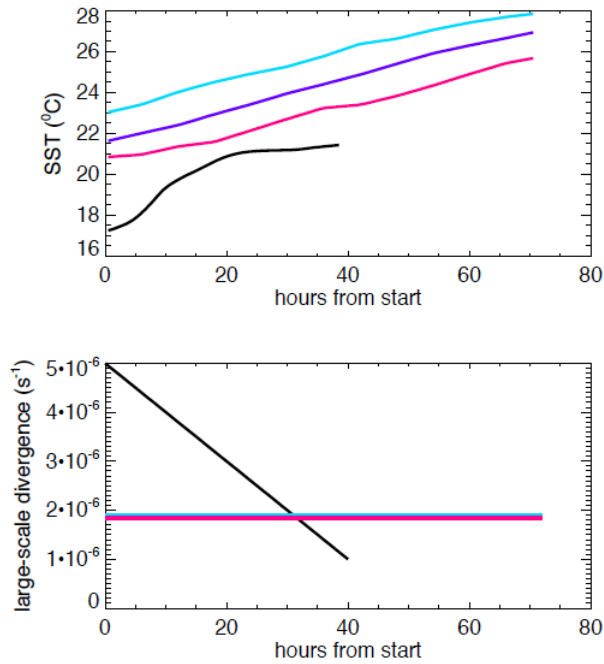 28
26
24
22
20
18
16
SST (⁰C)
0 20 40 60 80
hours from start
5•10⁻⁶
4•10⁻⁶
3•10⁻⁶
2•10⁻⁶
1•10⁻⁶
0
large-scale divergence (s⁻¹)
0 20 40 60 80
hours from start